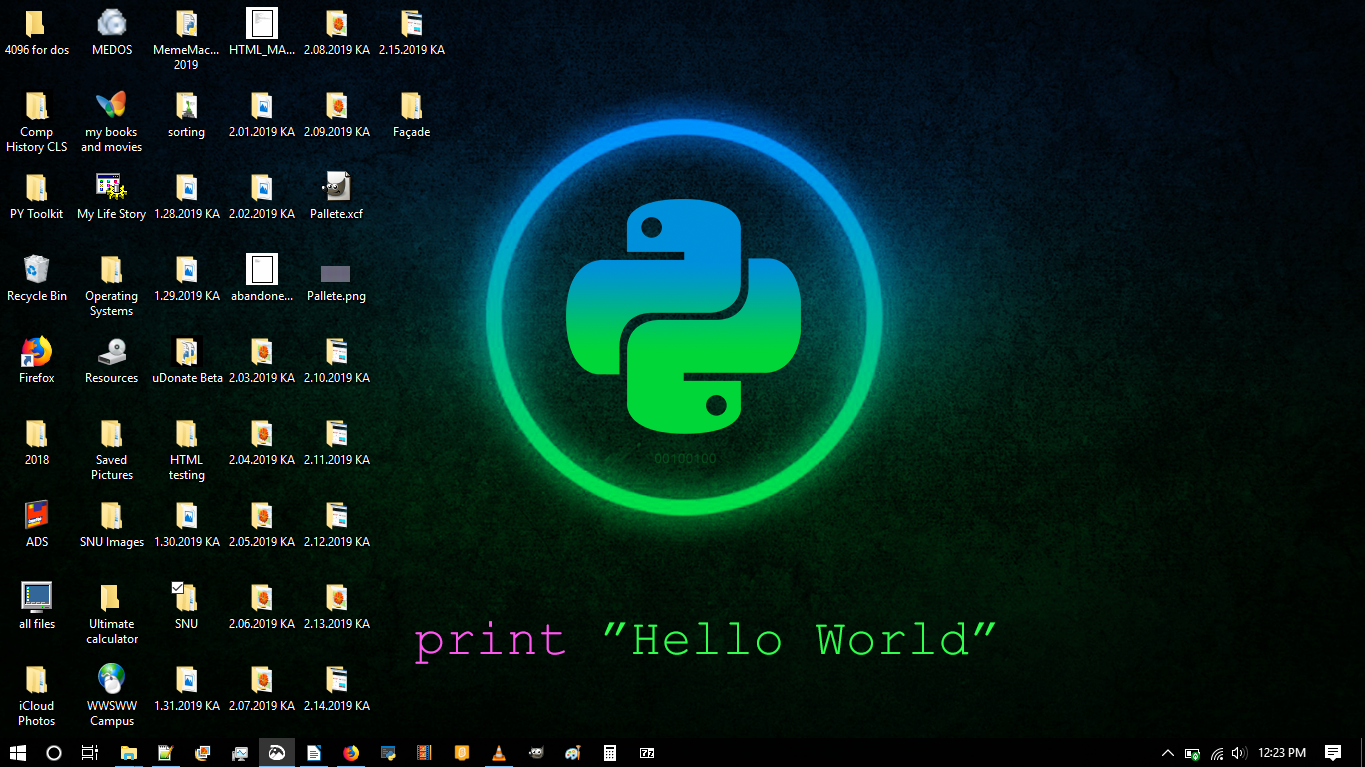 4096 for dos
MEDOS
MemeMac...
2019
HTML_MA...
2.08.2019 KA
2.15.2019 KA
Comp
History CLS
my books
and movies
sorting
2.01.2019 KA
2.09.2019 KA
Façade
PY Toolkit
My Life Story
1.28.2019 KA
2.02.2019 KA
Pallete.xcf
Recycle Bin
Operating
Systems
1.29.2019 KA
abandone...
Pallete.png
Firefox
Resources
uDonate Beta
2.03.2019 KA
2.10.2019 KA
2018
Saved
Pictures
HTML
testing
2.04.2019 KA
2.11.2019 KA
00100100
ADS
SNU Images
1.30.2019 KA
2.05.2019 KA
2.12.2019 KA
all files
Ultimate
calculator
SNU
2.06.2019 KA
2.13.2019 KA
print "Hello World"
iCloud
Photos
WWSWW
Campus
1.31.2019 KA
2.07.2019 KA
2.14.2019 KA
7z
12:23 PM